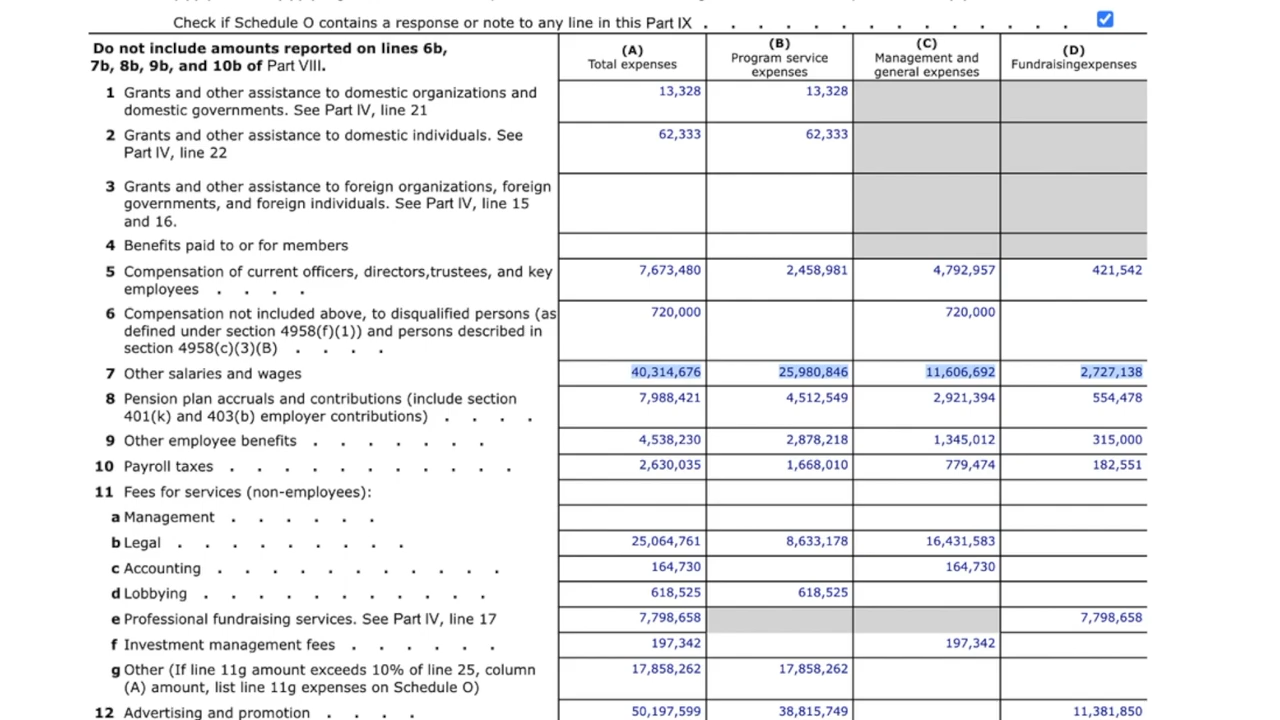 Check if Schedule O contains a response or note to any line in this Part IX . . . . . . . . . . . . . .
Do not include amounts reported on lines 6b,
7b, 8b, 9b, and 10b of Part VIII.
(A)
Total expenses
(B)
Program service
expenses
(C)
Management and
general expenses
(D)
Fundraisingexpenses
1 Grants and other assistance to domestic organizations and 13,328 13,328
domestic governments. See Part IV, line 21
2 Grants and other assistance to domestic individuals. See 62,333 62,333
Part IV, line 22
3 Grants and other assistance to foreign organizations, foreign
governments, and foreign individuals. See Part IV, line 15
and 16.
4 Benefits paid to or for members
5 Compensation of current officers, directors,trustees, and key 7,673,480 2,458,981 4,792,957 421,542
employees . . . .
6 Compensation not included above, to disqualified persons (as 720,000 720,000
defined under section 4958(f)(1)) and persons described in
section 4958(c)(3)(B) . . . .
7 Other salaries and wages 40,314,676 25,980,846 11,606,692 2,727,138
8 Pension plan accruals and contributions (include section 7,988,421 4,512,549 2,921,394 554,478
401(k) and 403(b) employer contributions) . . . .
9 Other employee benefits . . . . . . . 4,538,230 2,878,218 1,345,012 315,000
10 Payroll taxes . . . . . . . . . . . 2,630,035 1,668,010 779,474 182,551
11 Fees for services (non-employees):
a Management . . . . . .
b Legal . . . . . . . . . 25,064,761 8,633,178 16,431,583
c Accounting . . . . . . . . . . . 164,730 164,730
d Lobbying . . . . . . . . . . . 618,525 618,525
e Professional fundraising services. See Part IV, line 17 7,798,658 7,798,658
f Investment management fees . . . . . . 197,342 197,342
g Other (If line 11g amount exceeds 10% of line 25, column 17,858,262 17,858,262
(A) amount, list line 11g expenses on Schedule O)
12 Advertising and promotion . . . . 50,197,599 38,815,749 11,381,850